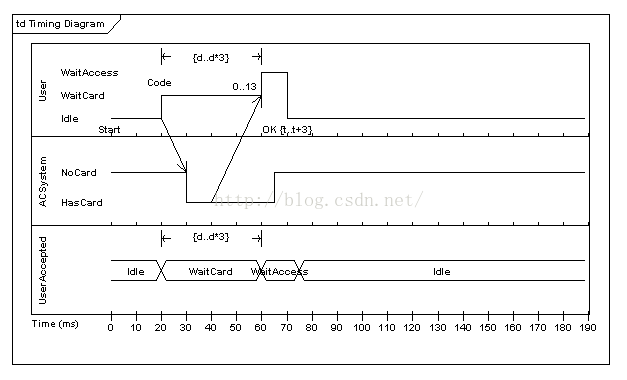 td Timing Diagram
{d..d*3}
WaitAccess
Code
0..13
WaitCard
User
Idle
Start
OK {t..t+3}
NoCard
ACSystem
HasCard
http://blog.csdn.net/
{d..d*3}
UserAccepted
Idle WaitCard WaitAccess Idle
Time (ms) 0 10 20 30 40 50 60 70 80 90 100 110 120 130 140 150 160 170 180 190